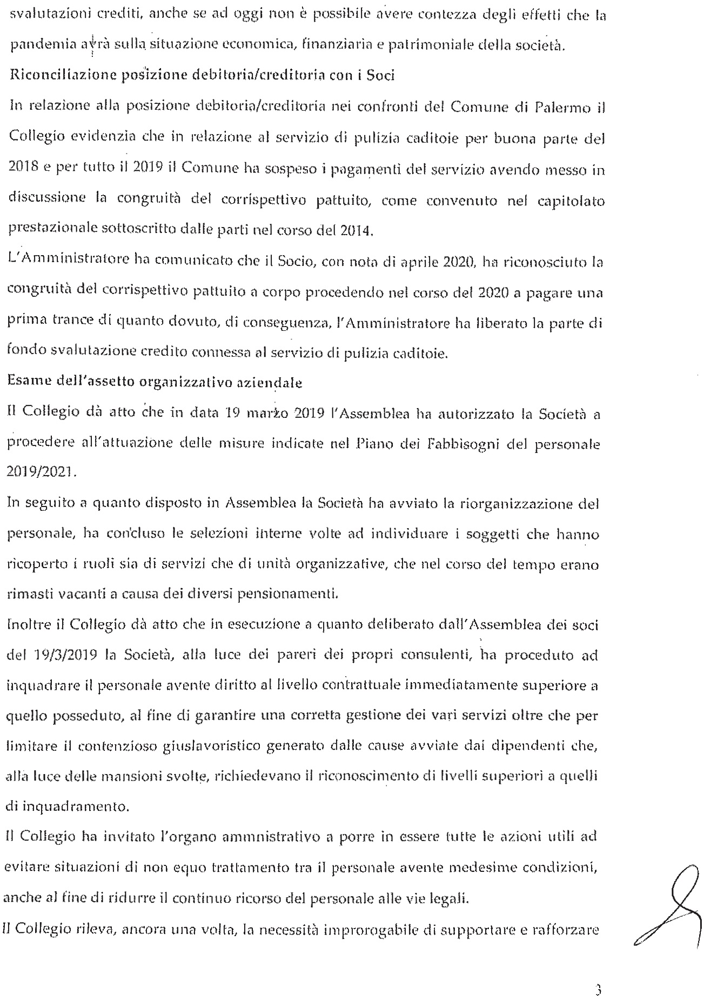 svalutazioni crediti, anche se ad oggi non è possibile avere contezza degli effetti che la
pandemia avrà sulla situazione economica, finanziaria e patrimoniale della società.
Riconciliazione posizione debitoria/creditoria con i Soci
In relazione alla posizione debitoria/creditoria nei confronti del Comune di Palermo il
Collegio evidenzia che in relazione al servizio di pulizia caditoie per buona parte del
2018 e per tutto il 2019 il Comune ha sospeso i pagamenti del servizio avendo messo in
discussione la congruità del corrispettivo pattuito, come convenuto nel capitolato
prestazionale sottoscritto dalle parti nel corso del 2014.
L'Amministratore ha comunicato che il Socio, con nota di aprile 2020, ha riconosciuto la
congruità del corrispettivo pattuito a corpo procedendo nel corso del 2020 a pagare una
prima trance di quanto dovuto, di conseguenza, l'Amministratore ha liberato la parte di
fondo svalutazione credito connessa al servizio di pulizia caditoie.
Esame dell'assetto organizzativo aziendale
Il Collegio dà atto che in data 19 marzo 2019 l'Assemblea ha autorizzato la Società a
procedere all'attuazione delle misure indicate nel Piano dei Fabbisogni del personale
2019/2021.
In seguito a quanto disposto in Assemblea la Società ha avviato la riorganizzazione del
personale, ha concluso le selezioni interne volte ad individuare i soggetti che hanno
ricoperto i ruoli sia di servizi che di unità organizzative, che nel corso del tempo erano
rimasti vacanti a causa dei diversi pensionamenti.
Inoltre il Collegio dà atto che in esecuzione a quanto deliberato dall'Assemblea dei soci
del 19/3/2019 la Società, alla luce dei pareri dei propri consulenti, ha proceduto ad
inquadrare il personale avente diritto al livello contrattuale immediatamente superiore a
quello posseduto, al fine di garantire una corretta gestione dei vari servizi oltre che per
limitare il contenzioso giuslavoristico generato dalle cause avviate dai dipendenti che,
alla luce delle mansioni svolte, richiedevano il riconoscimento di livelli superiori a quelli
di inquadramento.
Il Collegio ha invitato l'organo ammnistrativo a porre in essere tutte le azioni utili ad
evitare situazioni di non equo trattamento tra il personale avente medesime condizioni,
anche al fine di ridurre il continuo ricorso del personale alle vie legali.
Il Collegio rileva, ancora una volta, la necessità improrogabile di supportare e rafforzare
3